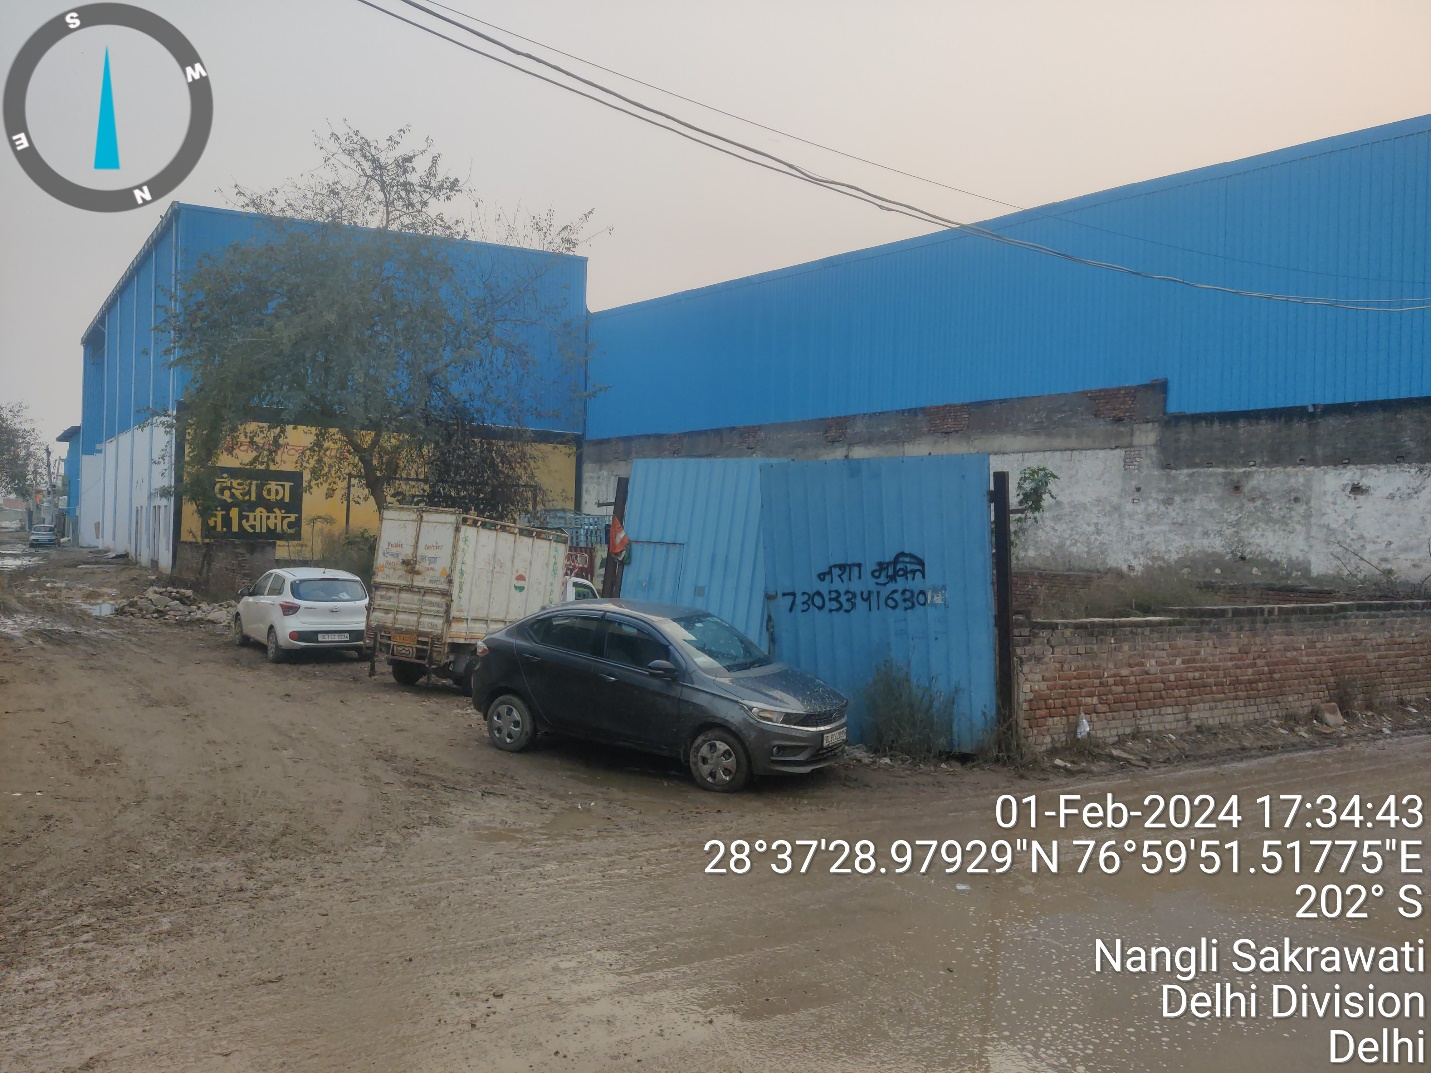 S
W
E
N
देश का
नं. 1 सीमेंट
नशा मुक्ति
7303341630
01-Feb-2024 17:34:43
28°37'28.97929"N 76°59'51.51775"E
202° S
Nangli Sakrawati
Delhi Division
Delhi